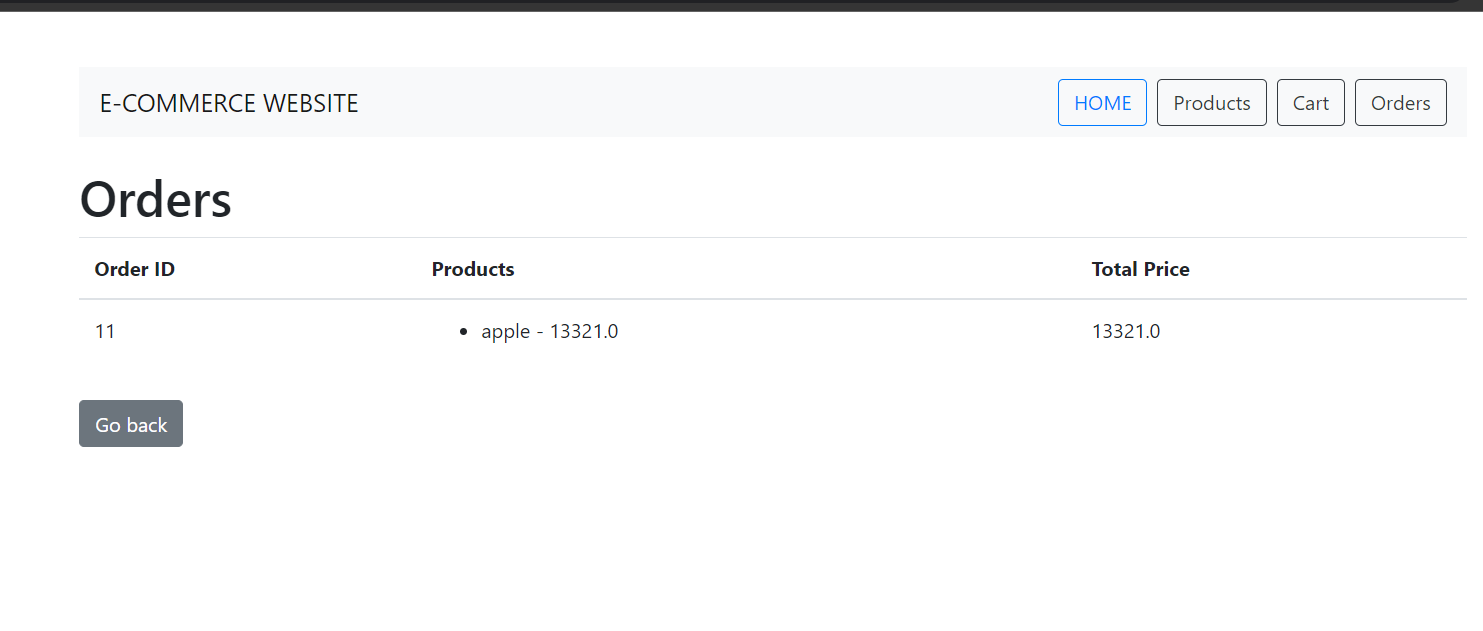 E-COMMERCE WEBSITE HOME Products Cart Orders
Orders
Order ID Products Total Price
11 • apple - 13321.0 13321.0
Go back